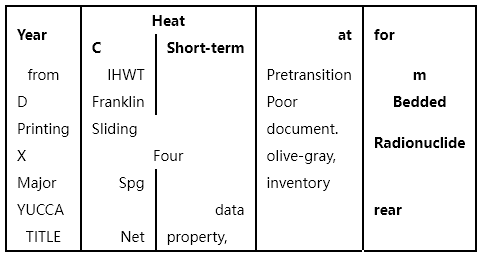 Year Heat at for
C Short-term
from IHWT Pretransition m
D Franklin Poor Bedded
Printing Sliding document. Radionuclide
X Four olive-gray,
Major Spg inventory
YUCCA data rear
TITLE Net property,